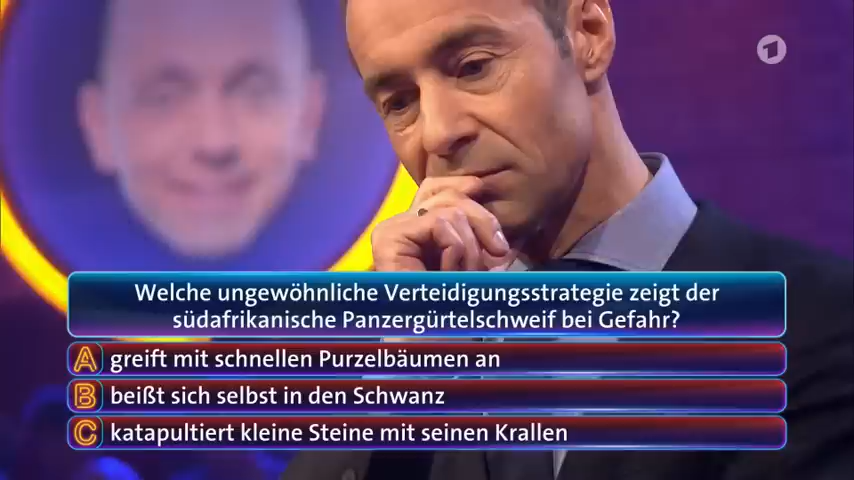 1
Welche ungewöhnliche Verteidigungsstrategie zeigt der
südafrikanische Panzergürtelschweif bei Gefahr?
A greift mit schnellen Purzelbäumen an
B beißt sich selbst in den Schwanz
C katapultiert kleine Steine mit seinen Krallen